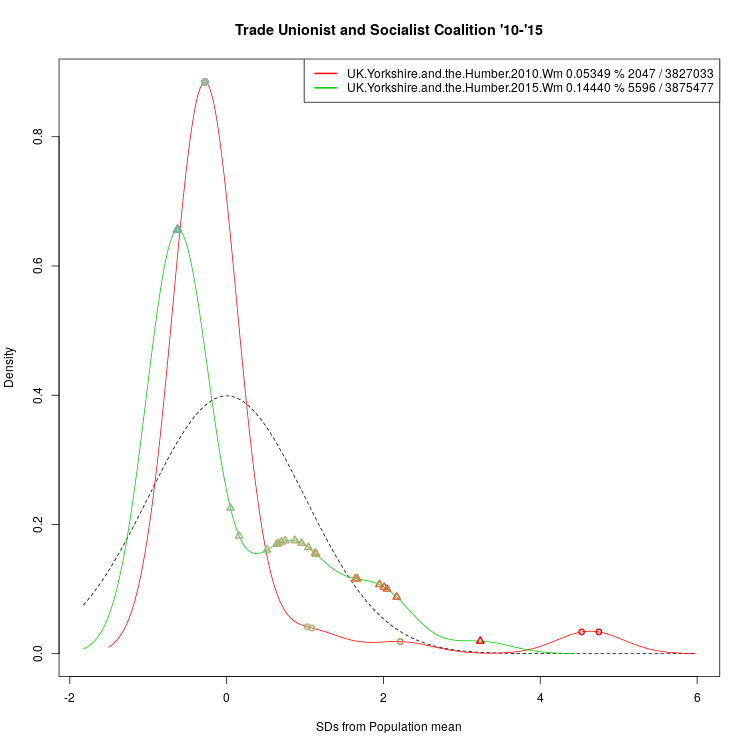 Trade Unionist and Socialist Coalition '10-'15
UK.Yorkshire.and.the.Humber.2010.Wm 0.05349 % 2047 / 3827033
UK.Yorkshire.and.the.Humber.2015.Wm 0.14440 % 5596 / 3875477
Density
0.8
0.6
0.4
0.2
0.0
-2 0 2 4 6
SDs from Population mean